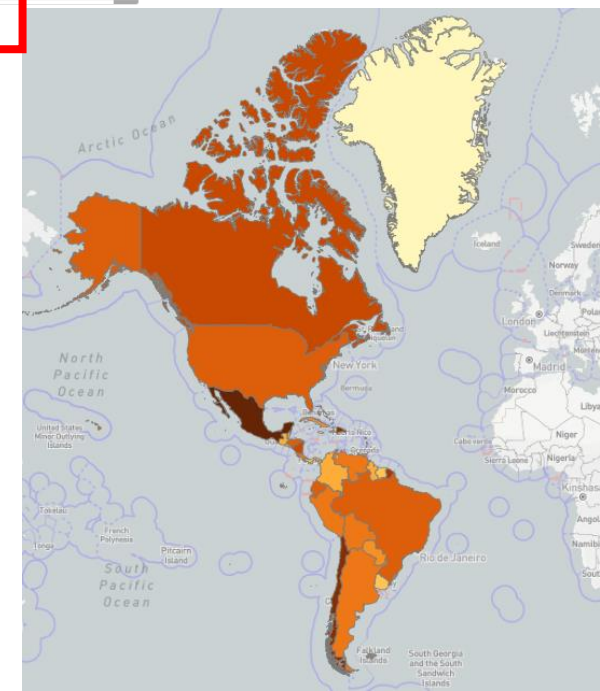 Arctic Ocean
Iceland
Sweden
Norway
Denmark
London
Liechtenstein
Madrid
New York
North
Pacific
Ocean
Bermuda
Morocco
Libya
United States
Minor Outlying
Islands
Puerto Rico
Grenada
Cabo verde
Niger
Sierra Leone
Nigeria
Kinshasa
Tokelau
Tonga
French
Polynesia
Pitcairn
Island
Angola
Namibi
South
Pacific
Ocean
Rio de Janeiro
Falkland
Islands
South Georgia
and the South
Sandwich
Islands